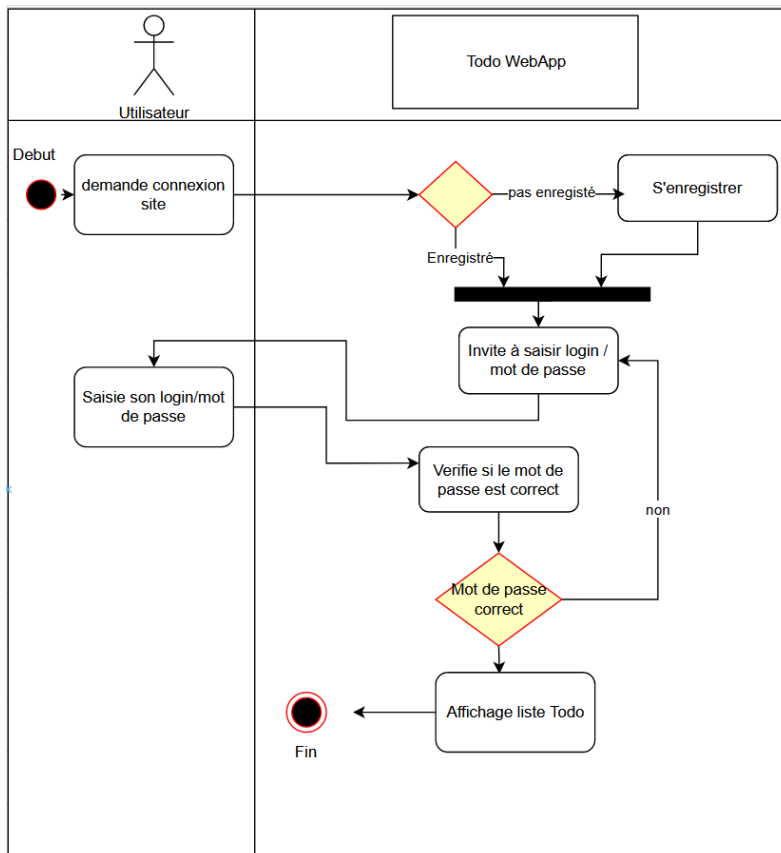 Utilisateur
Todo WebApp
Debut
demande connexion
site
pas enregisté
S'enregistrer
Enregistré
Invite à saisir login /
mot de passe
Saisie son login/mot
de passe
Verifie si le mot de
passe est correct
non
Mot de passe
correct
Affichage liste Todo
Fin